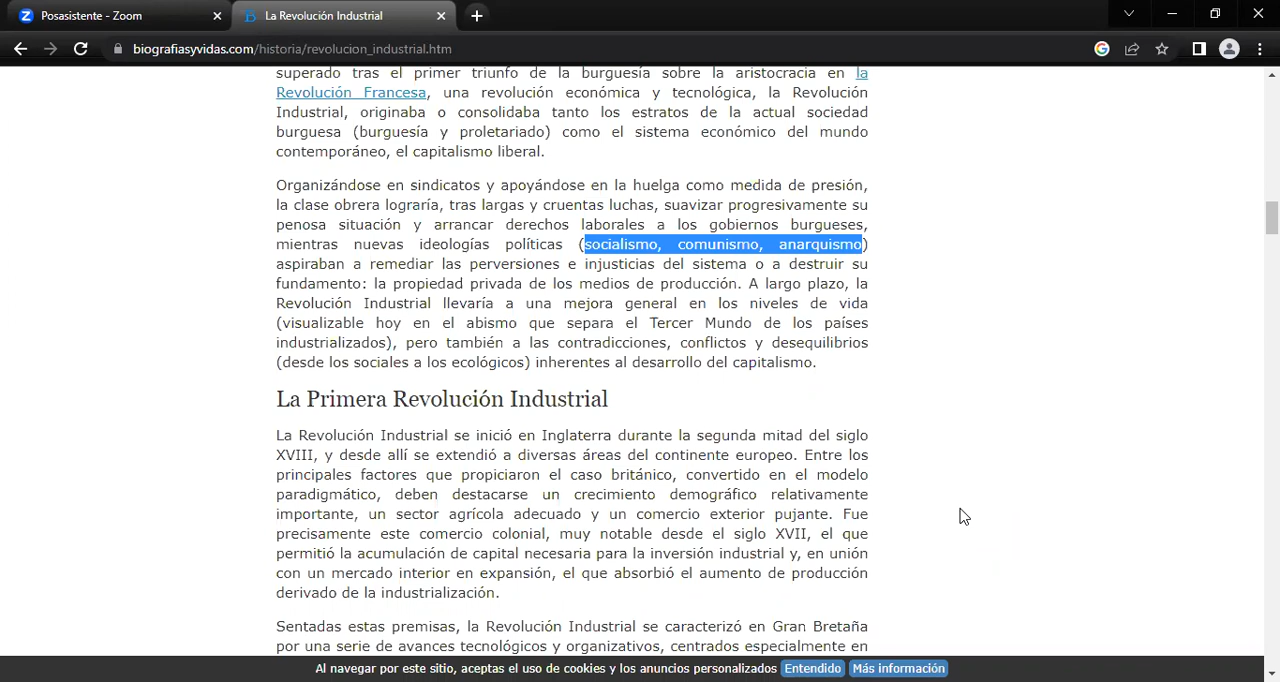 Posasistente - Zoom
La Revolución Industrial
biografiasyvidas.com/historia/revolucion_industrial.htm
superado tras el primer triunfo de la burguesía sobre la aristocracia en la
Revolución Francesa, una revolución económica y tecnológica, la Revolución
Industrial, originaba o consolidaba tanto los estratos de la actual sociedad
burguesa (burguesía y proletariado) como el sistema económico del mundo
contemporáneo, el capitalismo liberal.
Organizándose en sindicatos y apoyándose en la huelga como medida de presión,
la clase obrera lograría, tras largas y cruentas luchas, suavizar progresivamente su
penosa situación y arrancar derechos laborales a los gobiernos burgueses,
mientras nuevas ideologías políticas (socialismo, comunismo, anarquismo)
aspiraban a remediar las perversiones e injusticias del sistema o a destruir su
fundamento: la propiedad privada de los medios de producción. A largo plazo, la
Revolución Industrial llevaría a una mejora general en los niveles de vida
(visualizable hoy en el abismo que separa el Tercer Mundo de los países
industrializados), pero también a las contradicciones, conflictos y desequilibrios
(desde los sociales a los ecológicos) inherentes al desarrollo del capitalismo.
La Primera Revolución Industrial
La Revolución Industrial se inició en Inglaterra durante la segunda mitad del siglo
XVIII, y desde allí se extendió a diversas áreas del continente europeo. Entre los
principales factores que propiciaron el caso británico, convertido en el modelo
paradigmático, deben destacarse un crecimiento demográfico relativamente
importante, un sector agrícola adecuado y un comercio exterior pujante. Fue
precisamente este comercio colonial, muy notable desde el siglo XVII, el que
permitió la acumulación de capital necesaria para la inversión industrial y, en unión
con un mercado interior en expansión, el que absorbió el aumento de producción
derivado de la industrialización.
Sentadas estas premisas, la Revolución Industrial se caracterizó en Gran Bretaña
por una serie de avances tecnológicos y organizativos, centrados especialmente en
Al navegar por este sitio, aceptas el uso de cookies y los anuncios personalizados Entendido Más información